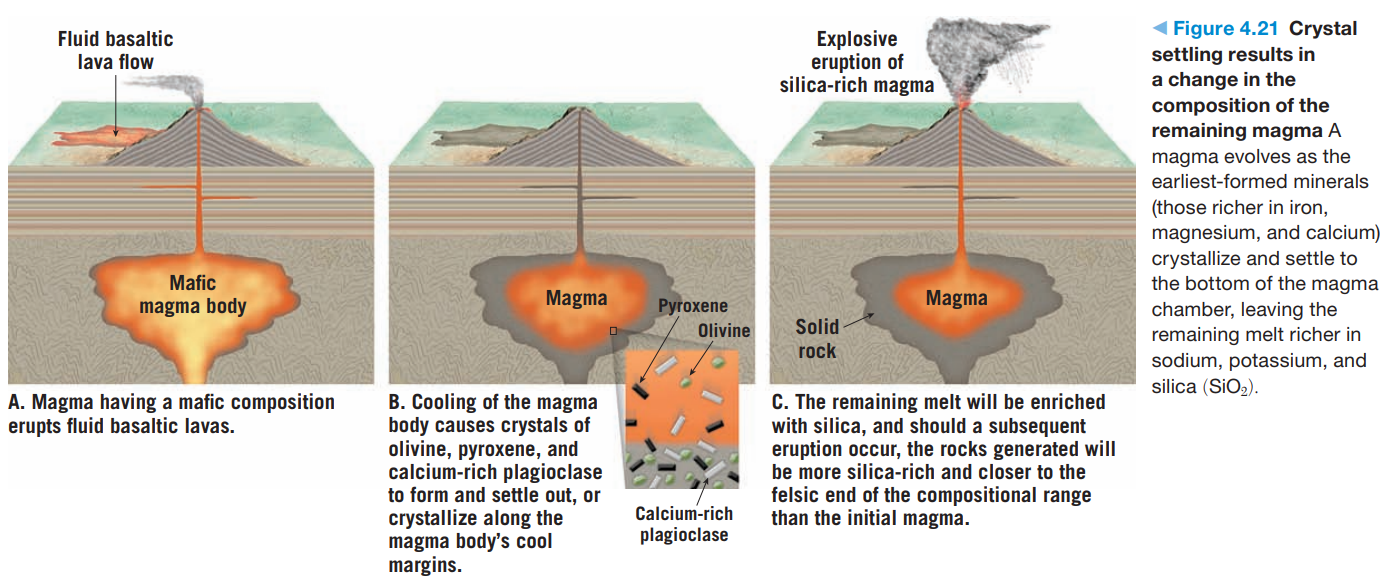 Fluid basaltic
lava flow
Mafic
magma body
A. Magma having a mafic composition
erupts fluid basaltic lavas.
Magma
Pyroxene
Olivine
Calcium-rich
plagioclase
B. Cooling of the magma
body causes crystals of
olivine, pyroxene, and
calcium-rich plagioclase
to form and settle out, or
crystallize along the
magma body's cool
margins.
Explosive
eruption of
silica-rich magma
Magma
Solid
rock
C. The remaining melt will be enriched
with silica, and should a subsequent
eruption occur, the rocks generated will
be more silica-rich and closer to the
felsic end of the compositional range
than the initial magma.
◀ Figure 4.21 Crystal
settling results in
a change in the
composition of the
remaining magma A
magma evolves as the
earliest-formed minerals
(those richer in iron,
magnesium, and calcium)
crystallize and settle to
the bottom of the magma
chamber, leaving the
remaining melt richer in
sodium, potassium, and
silica (SiO₂).